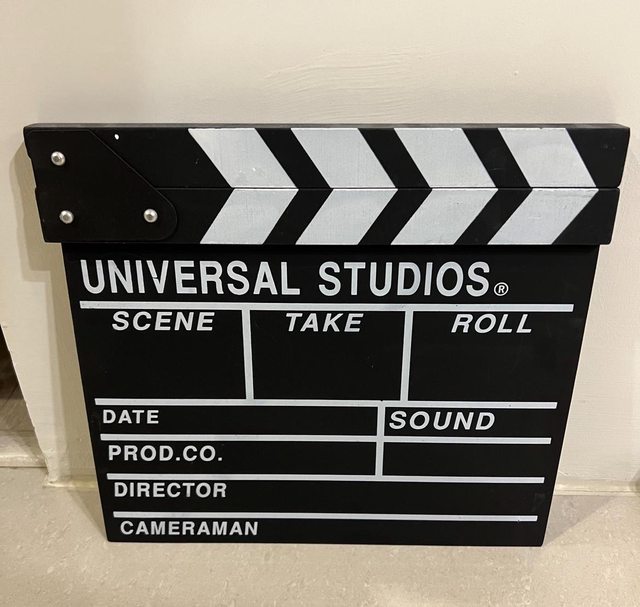 UNIVERSAL STUDIOS®
SCENE TAKE ROLL
DATE SOUND
PROD.CO.
DIRECTOR
CAMERAMAN